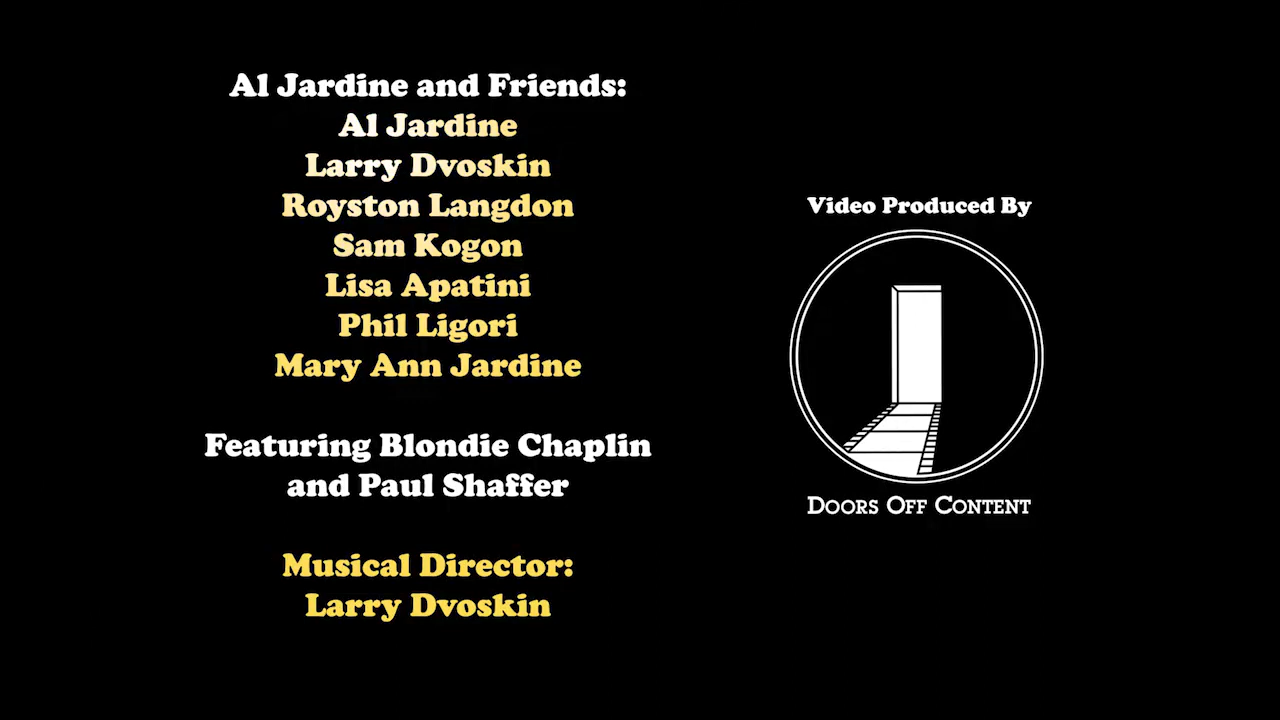 Al Jardine and Friends:
Al Jardine
Larry Dvoskin
Royston Langdon
Sam Kogon
Lisa Apatini
Phil Ligori
Mary Ann Jardine
Featuring Blondie Chaplin
and Paul Shaffer
Musical Director:
Larry Dvoskin
Video Produced By
Doors Off Content